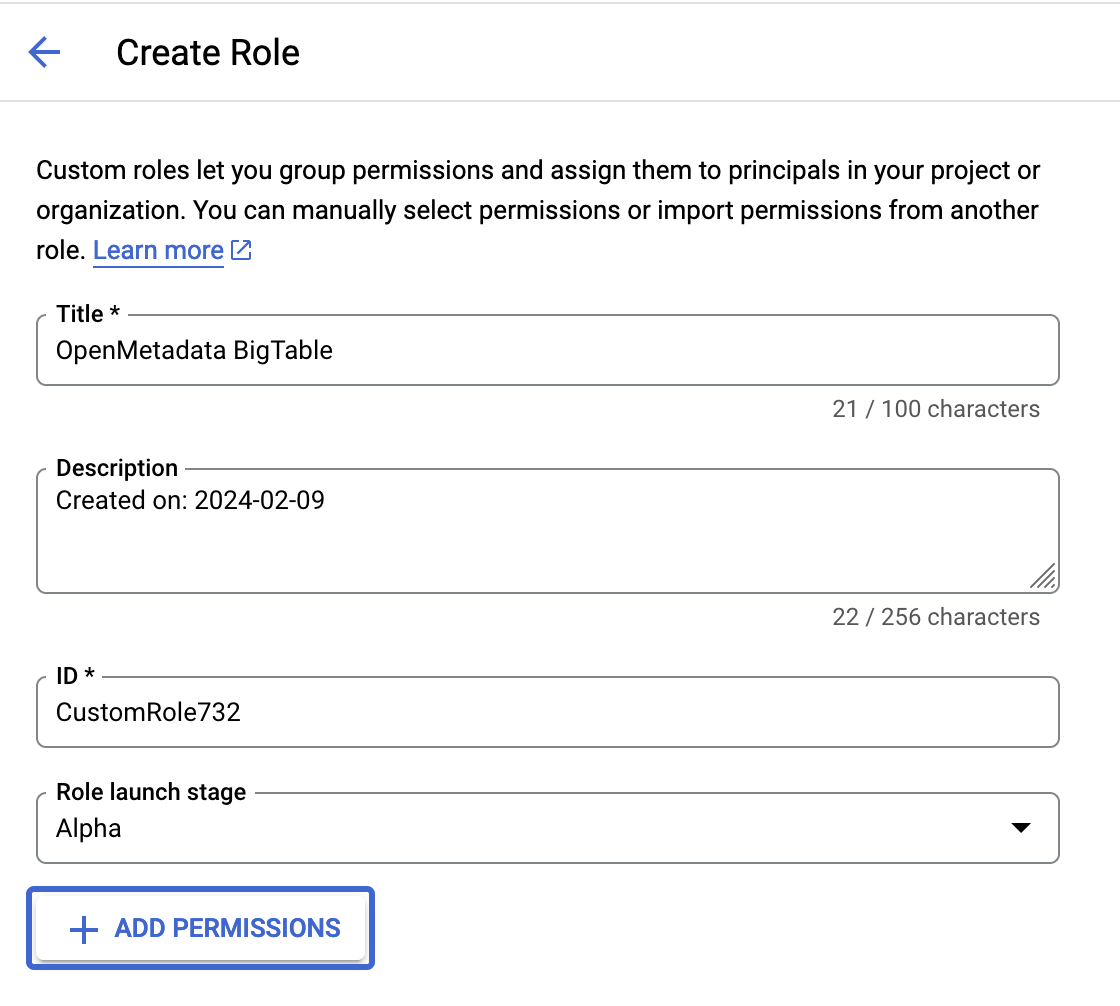 Create Role
Custom roles let you group permissions and assign them to principals in your project or
organization. You can manually select permissions or import permissions from another
role. Learn more
Title *
OpenMetadata BigTable
21 / 100 characters
Description
Created on: 2024-02-09
22 / 256 characters
ID *
CustomRole732
Role launch stage
Alpha
ADD PERMISSIONS